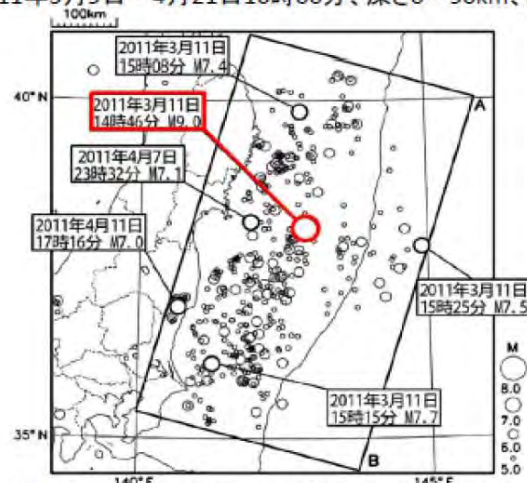 100km
2011年3月11日
15時08分 M7.4
40°N
A
2011年3月11日
14時46分 M9.0
2011年4月7日
23時32分 M7.1
2011年4月11日
17時16分 M7.0
2011年3月11日
15時25分 M7.5
M
8.0
7.0
6.0
5.0
2011年3月11日
15時15分 M7.7
35°N
B
140°E
145°E